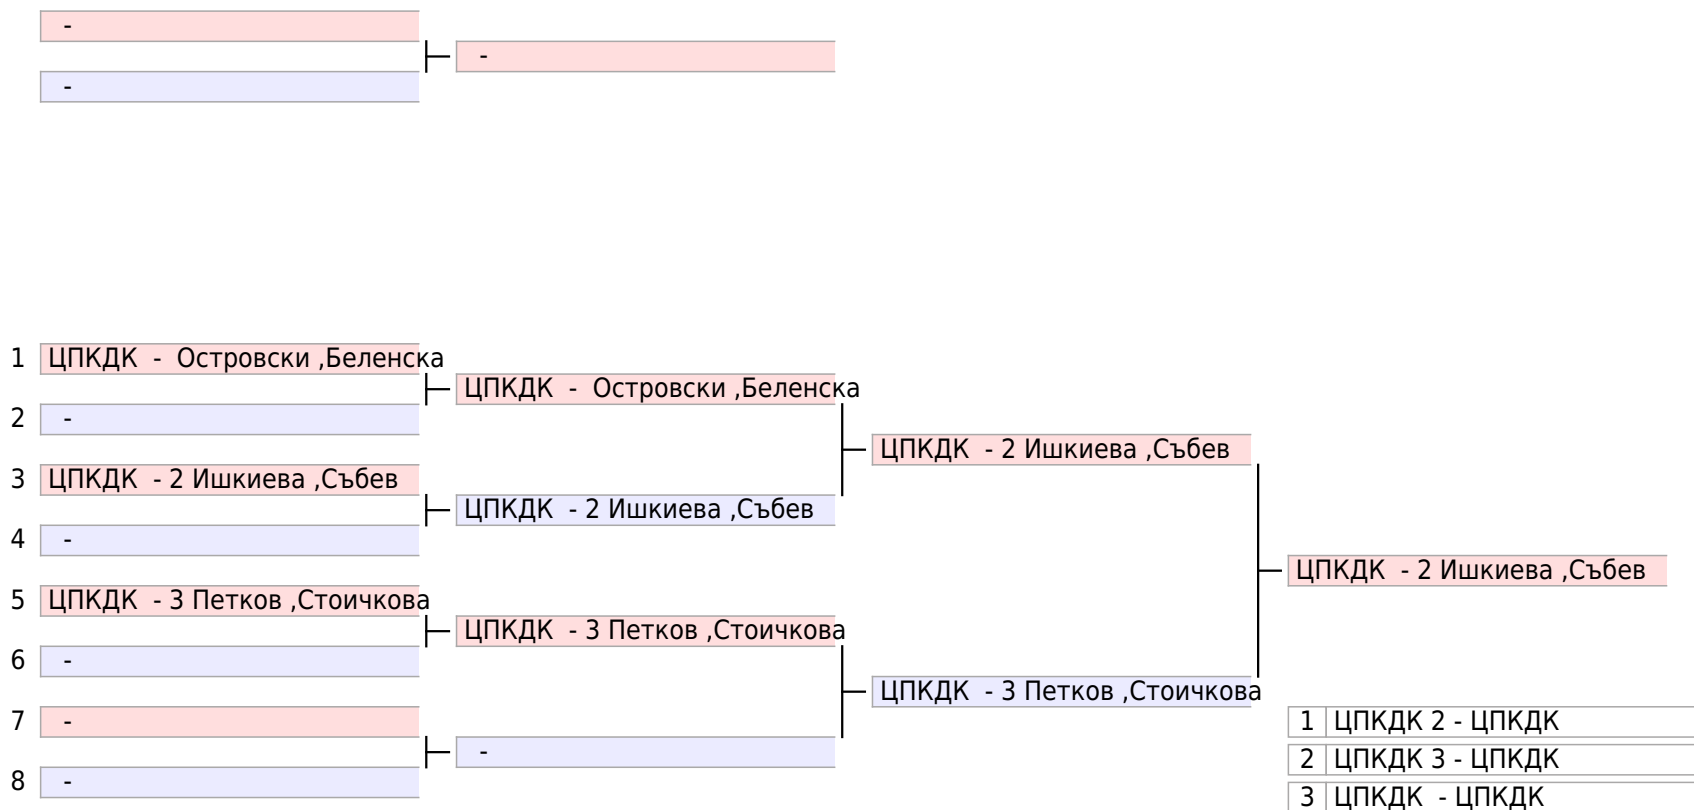 -
-
-
1 ЦПКДК - Островски ,Беленска
ЦПКДК - Островски ,Беленска
2 -
ЦПКДК - 2 Ишкиева ,Събев
3 ЦПКДК - 2 Ишкиева ,Събев
ЦПКДК - 2 Ишкиева ,Събев
4 -
ЦПКДК - 2 Ишкиева ,Събев
5 ЦПКДК - 3 Петков ,Стоичкова
ЦПКДК - 3 Петков ,Стоичкова
6 -
ЦПКДК - 3 Петков ,Стоичкова
7 -
1 ЦПКДК 2 - ЦПКДК
-
2 ЦПКДК 3 - ЦПКДК
8 -
3 ЦПКДК - ЦПКДК